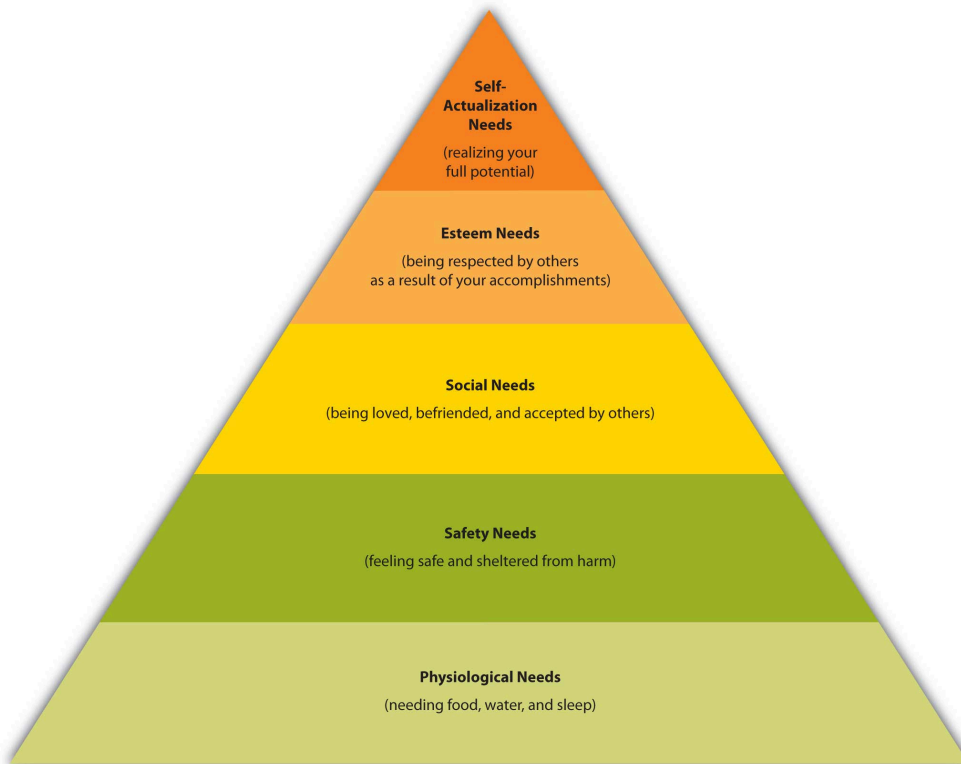 Self-
Actualization
Needs
(realizing your
full potential)
Esteem Needs
(being respected by others
as a result of your accomplishments)
Social Needs
(being loved, befriended, and accepted by others)
Safety Needs
(feeling safe and sheltered from harm)
Physiological Needs
(needing food, water, and sleep)